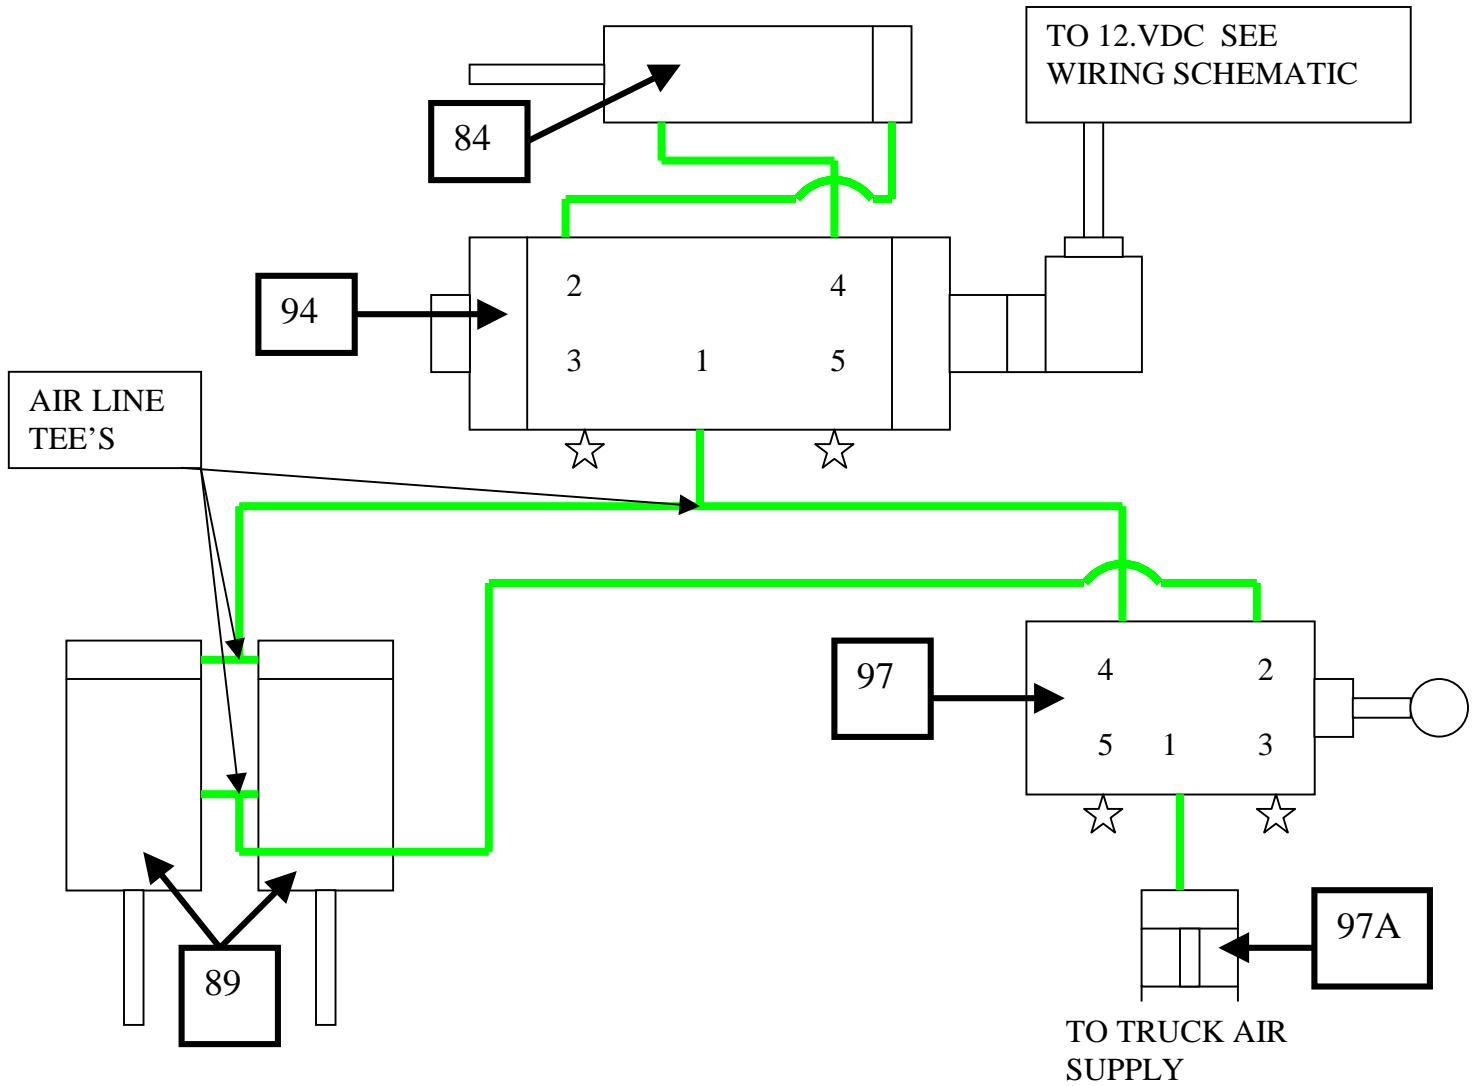 TO 12.VDC SEE
WIRING SCHEMATIC
84
2 4
94
3 1 5
AIR LINE
TEE'S
97
4 2
5 1 3
97A
89
TO TRUCK AIR
SUPPLY